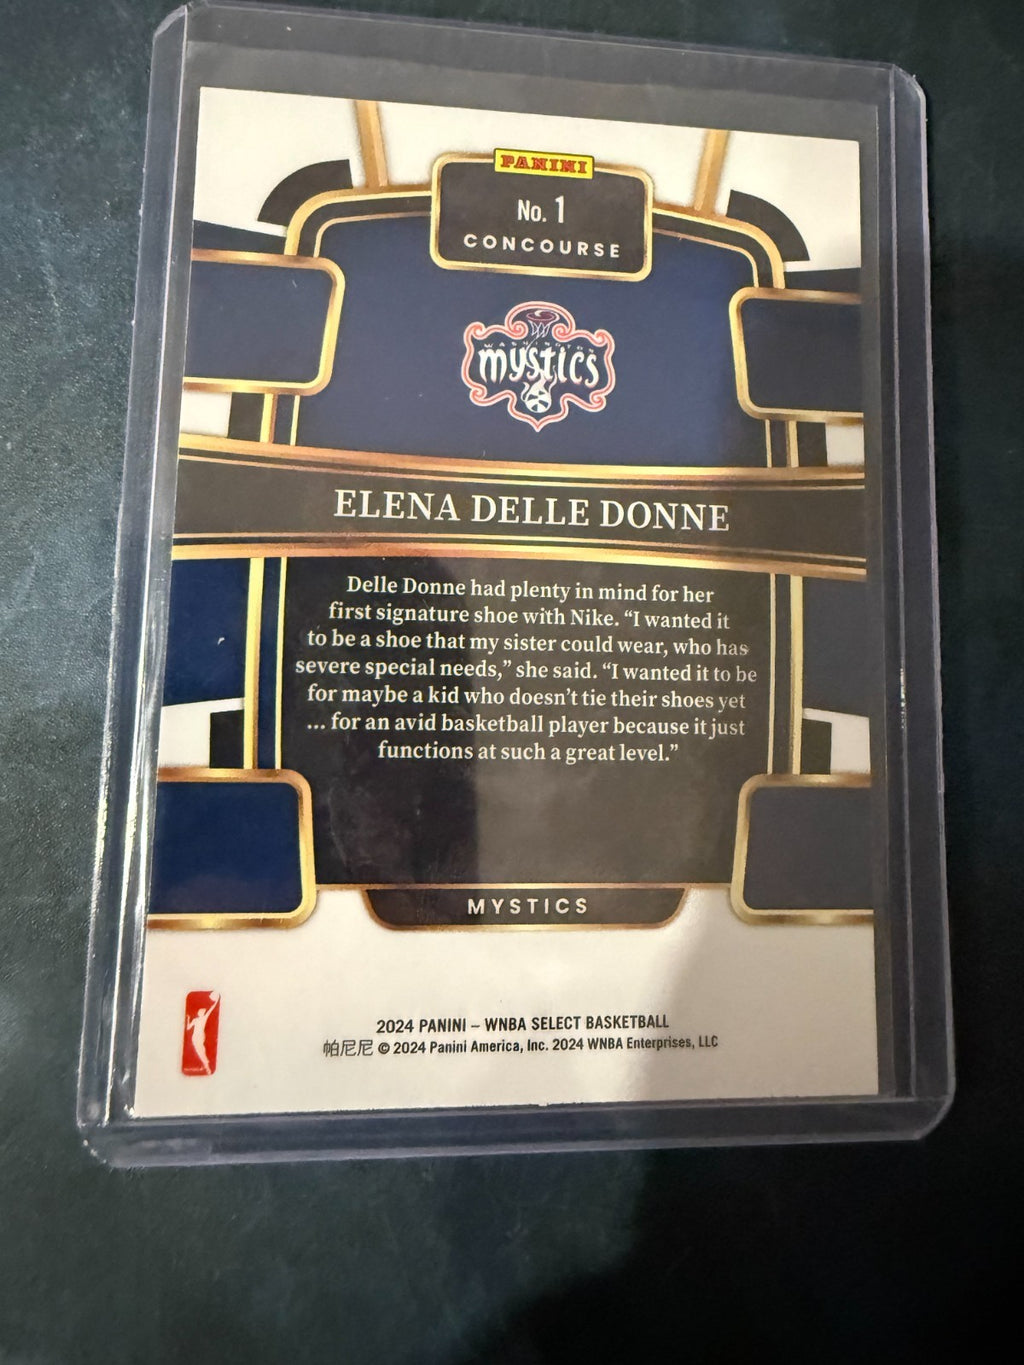 PANINI
No. 1
CONCOURSE
WASHINGTON
mystics
ELENA DELLE DONNE
Delle Donne had plenty in mind for her
first signature shoe with Nike. “I wanted it
to be a shoe that my sister could wear, who has
severe special needs,” she said. “I wanted it to be
for maybe a kid who doesn’t tie their shoes yet
... for an avid basketball player because it just
functions at such a great level.”
MYSTICS
2024 PANINI – WNBA SELECT BASKETBALL
帕尼尼 © 2024 Panini America, Inc. 2024 WNBA Enterprises, LLC